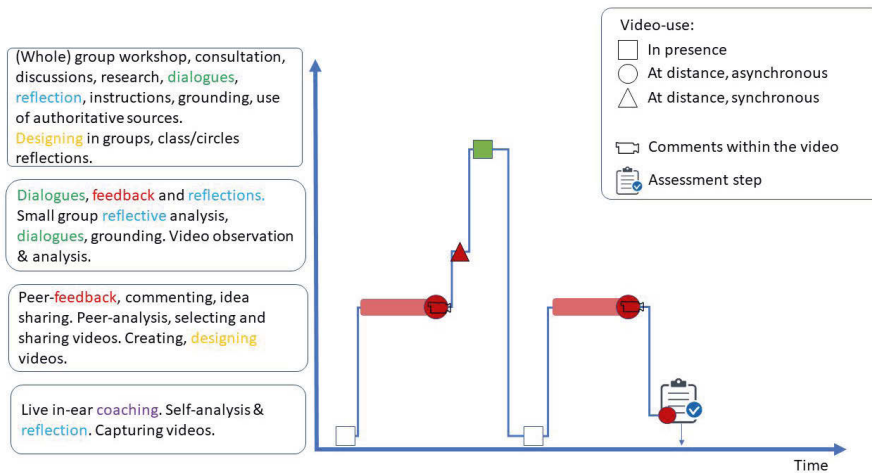 (Whole) group workshop, consultation,
discussions, research, dialogues,
reflection, instructions, grounding, use
of authoritative sources.
Designing in groups, class/circles
reflections.
Dialogues, feedback and reflections.
Small group reflective analysis,
dialogues, grounding. Video observation
& analysis.
Peer-feedback, commenting, idea
sharing. Peer-analysis, selecting and
sharing videos. Creating, designing
videos.
Live in-ear coaching. Self-analysis &
reflection. Capturing videos.
Video-use:
In presence
At distance, asynchronous
At distance, synchronous
Comments within the video
Assessment step
Time